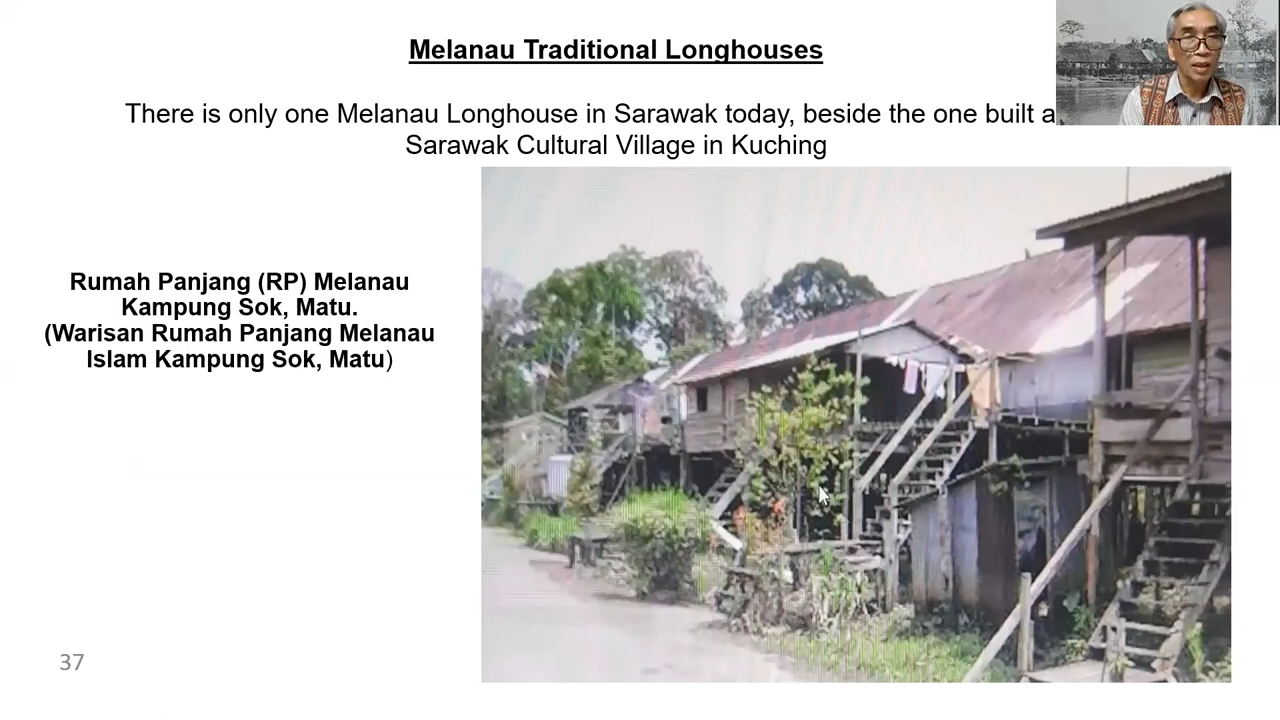 Melanau Traditional Longhouses
There is only one Melanau Longhouse in Sarawak today, beside the one built a
Sarawak Cultural Village in Kuching
Rumah Panjang (RP) Melanau
Kampung Sok, Matu.
(Warisan Rumah Panjang Melanau
Islam Kampung Sok, Matu)
37